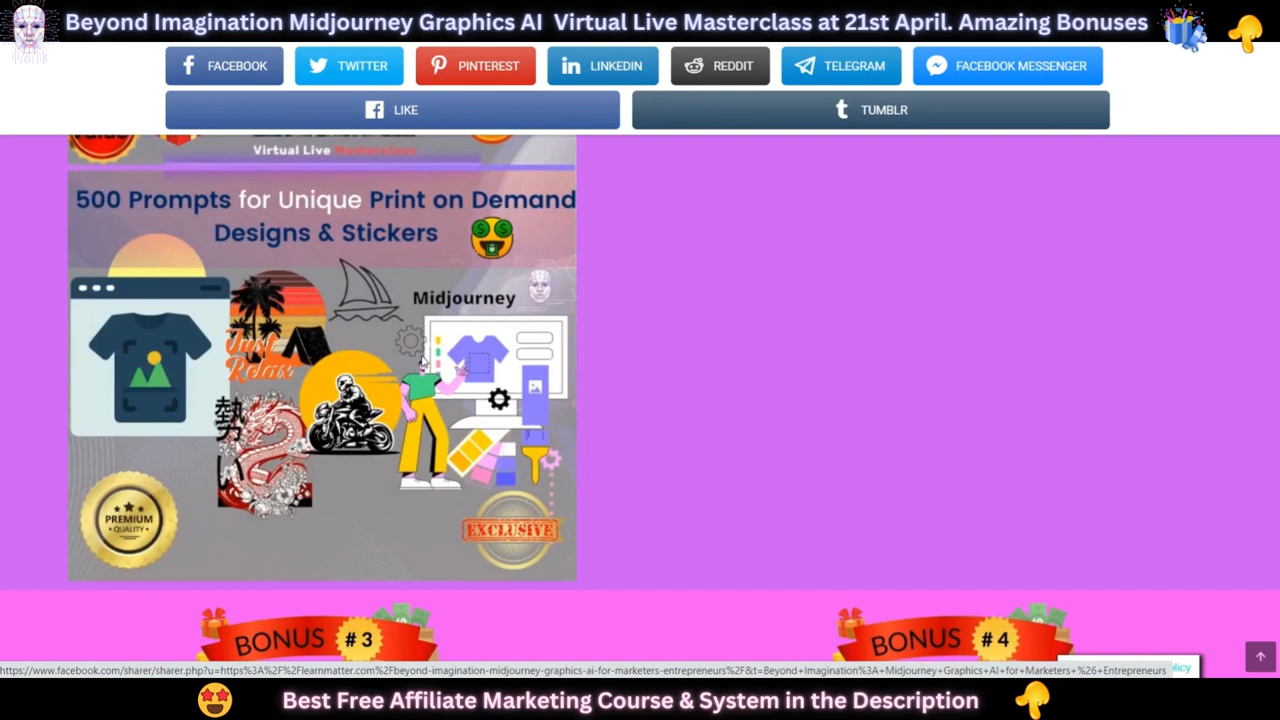 Beyond Imagination Midjourney Graphics AI Virtual Live Masterclass at 21st April. Amazing Bonuses
FACEBOOK TWITTER PINTEREST LINKEDIN REDDIT TELEGRAM FACEBOOK MESSENGER
LIKE TUMBLR
Virtual Live Masterclass
500 Prompts for Unique Print on Demand
Designs & Stickers
Midjourney
Just
Relax
勢
PREMIUM
QUALITY
EXCLUSIVE
BONUS #3 BONUS #4
https://www.facebook.com/sharer/sharer.php?u=https%3A%2F%2Flearnmatter.com%2Fbeyond-imagination-midjourney-graphics-ai-for-marketers-entrepreneurs%2F&t=Beyond+Imagination%3A+Midjourney+Graphics+AI+for+Marketers+%26+Entrepreneurs
Best Free Affiliate Marketing Course & System in the Description